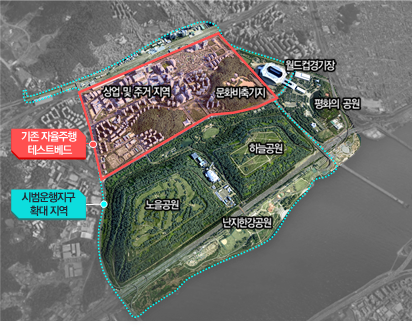 월드컵경기장
상업 및 주거 지역
문화비축기지
평화의 공원
기존 자율주행
테스트베드
하늘공원
시범운행지구
확대 지역
노을공원
난지한강공원